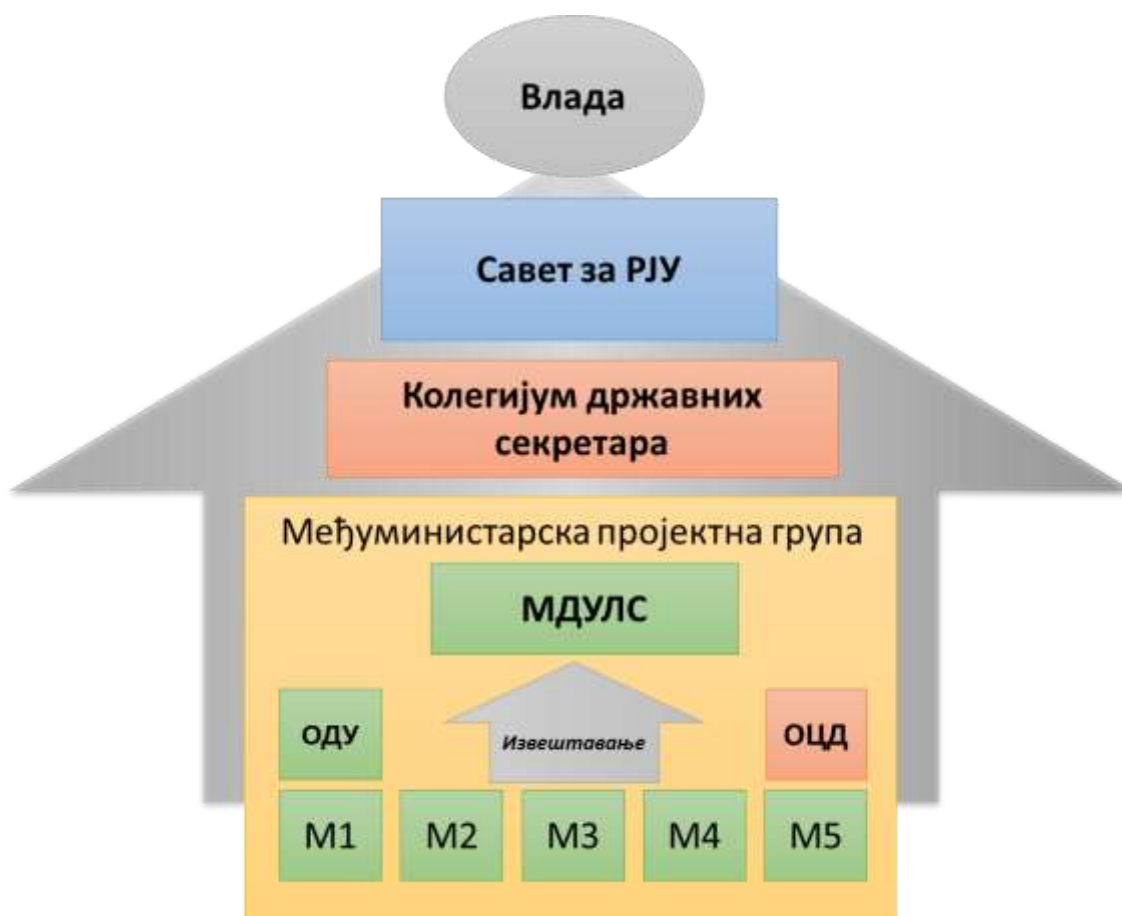 Влада
Савет за РЈУ
Колегијум државних
секретара
Међуминистарска пројектна група
МДУЛС
ОДУ
Извештавање
ОЦД
М1
М2
М3
М4
М5